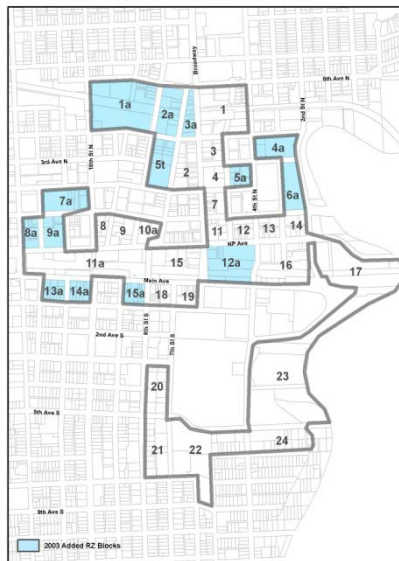 Broadway
8th Ave N
1a
2a
3a
1
2nd St N
10th St N
3rd Ave N
3
4a
5t
2
4
5a
4th St N
6a
7a
7
8a
9a
8
9
10a
11
12
13
14
NP Ave
11a
15
12a
16
17
Main Ave
13a
14a
15a
18
19
2nd Ave S
8th St S
7th St S
20
23
5th Ave S
21
22
24
9th Ave S
2003 Added RZ Blocks